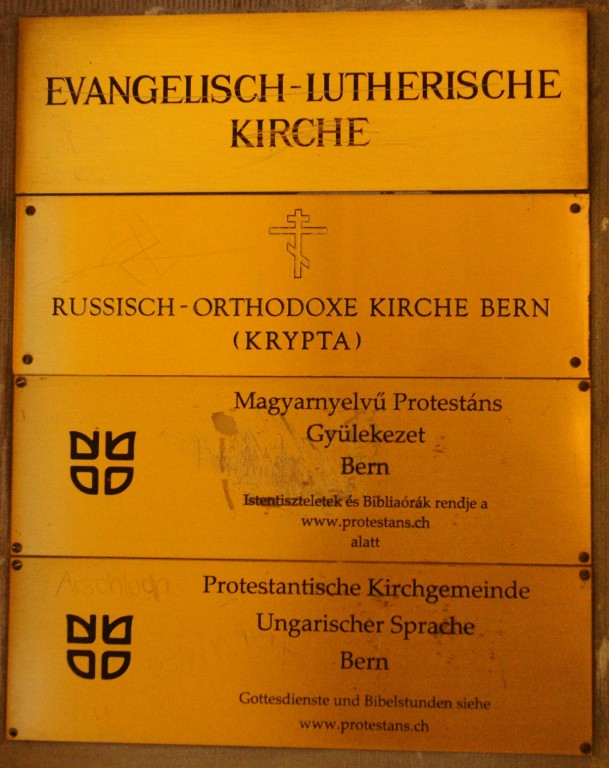 EVANGELISCH-LUTHERISCHE
KIRCHE
RUSSISCH-ORTHODOXE KIRCHE BERN
(KRYPTA)
Magyarnyelvű Protestáns
Gyülekezet
Bern
Istentiszteletek és Bibliaórák rendje a
www.protestans.ch
alatt
Arschloch
Protestantische Kirchgemeinde
Ungarischer Sprache
Bern
Gottesdienste und Bibelstunden siehe
www.protestans.ch